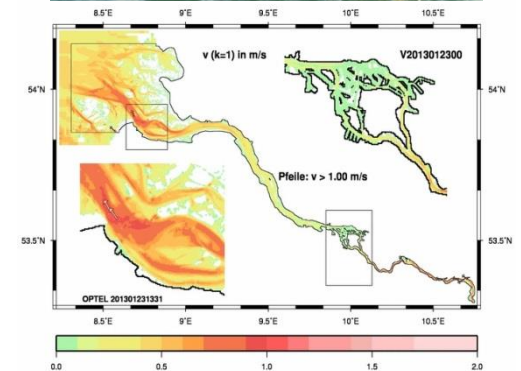 8.5°E 9°E 9.5°E 10°E 10.5°E
v (k=1) in m/s
V2013012300
54°N 54°N
Pfeile: v > 1.00 m/s
53.5°N 53.5°N
OPTEL 201301231331
8.5°E 9°E 9.5°E 10°E 10.5°E
0.0 0.5 1.0 1.5 2.0